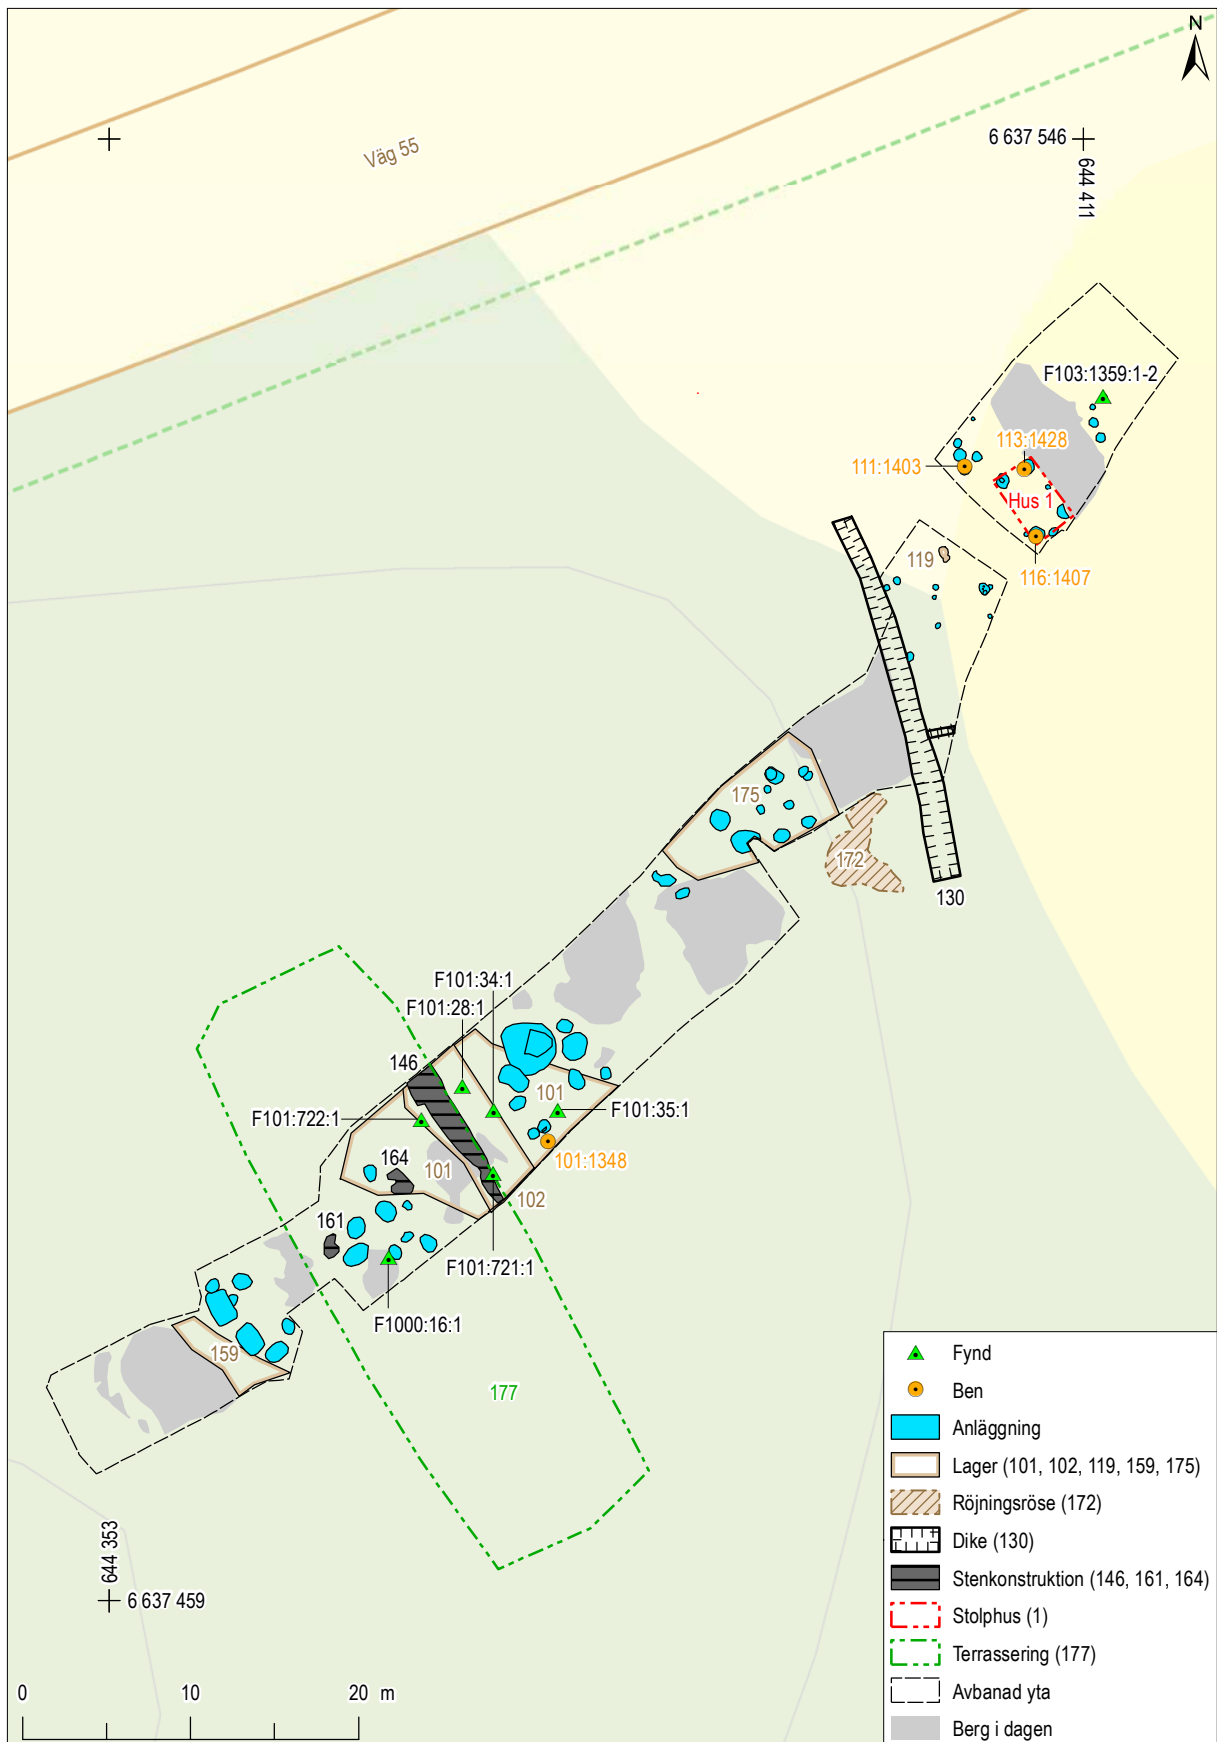 N
Väg 55
6 637 546
644 411
F103:1359:1-2
113:1428
111:1403
Hus 1
119
116:1407
175
172
130
F101:34:1
F101:28:1
146
101
F101:722:1
F101:35:1
164
101
101:1348
102
161
F101:721:1
F1000:16:1
159
177
644 353
6 637 459
0 10 20 m
Fynd
Ben
Anläggning
Lager (101, 102, 119, 159, 175)
Röjningsröse (172)
Dike (130)
Stenkonstruktion (146, 161, 164)
Stolphus (1)
Terrassering (177)
Avbanad yta
Berg i dagen